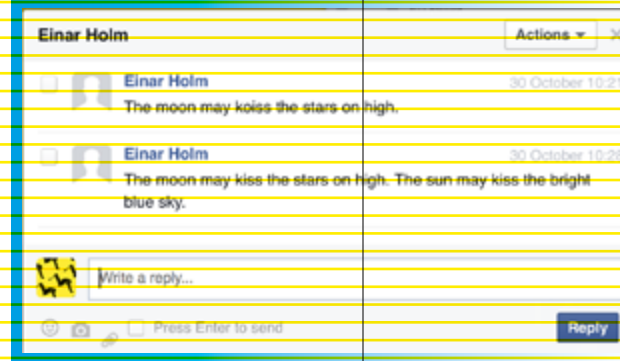 Einar Holm
Actions
Einar Holm 30 October 10:21
The moon may koiss the stars on high.
Einar Holm 30 October 10:28
The moon may kiss the stars on high. The sun may kiss the bright
blue sky.
Write a reply...
Press Enter to send
Reply